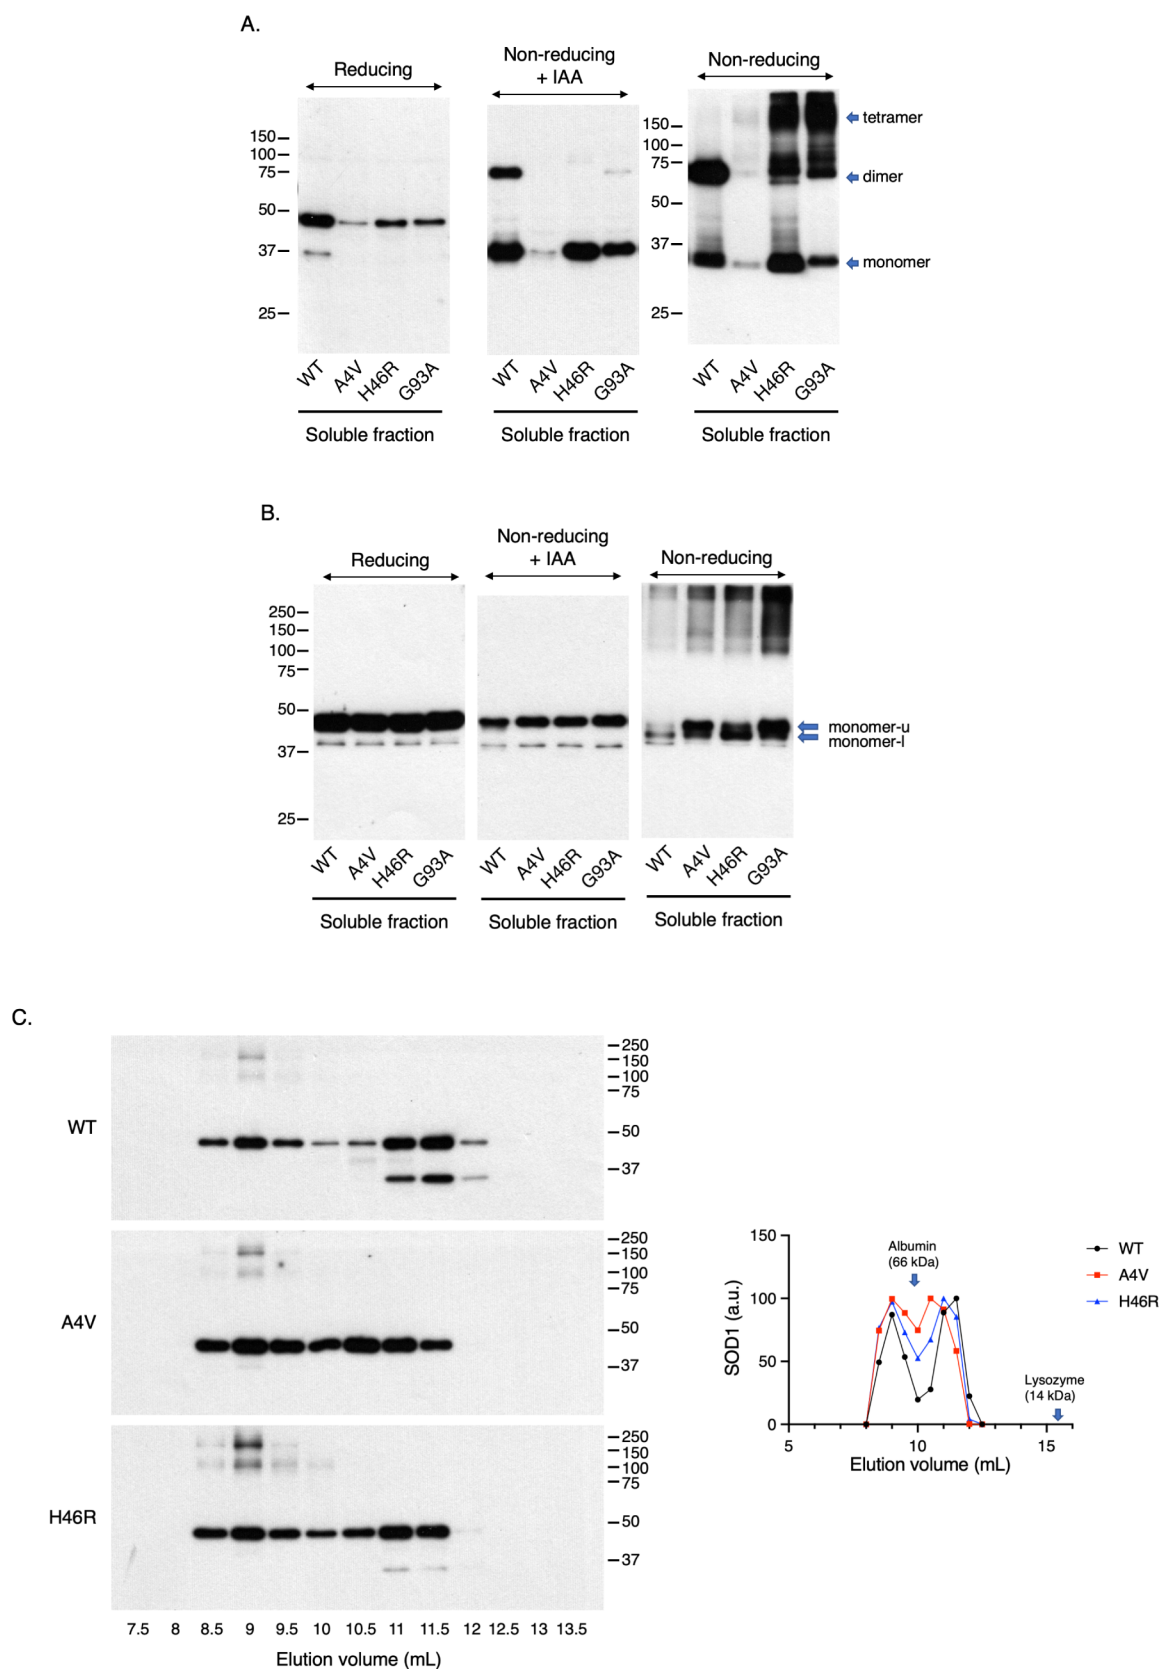 A.
Reducing
Non-reducing
+ IAA
Non-reducing
150
100
75
50
37
25
150
100
75
50
37
25
tetramer
dimer
monomer
WT A4V H46R G93A
WT A4V H46R G93A
WT A4V H46R G93A
Soluble fraction
Soluble fraction
Soluble fraction
B.
Reducing
Non-reducing
+ IAA
Non-reducing
250
150
100
75
50
37
25
monomer-u
monomer-l
WT A4V H46R G93A
WT A4V H46R G93A
WT A4V H46R G93A
Soluble fraction
Soluble fraction
Soluble fraction
C.
WT
250
150
100
75
50
37
A4V
250
150
100
75
50
37
H46R
250
150
100
75
50
37
7.5 8 8.5 9 9.5 10 10.5 11 11.5 12 12.5 13 13.5
Elution volume (mL)
SOD1 (a.u.)
150
100
50
0
5 10 15
Elution volume (mL)
Albumin
(66 kDa)
Lysozyme
(14 kDa)
WT
A4V
H46R